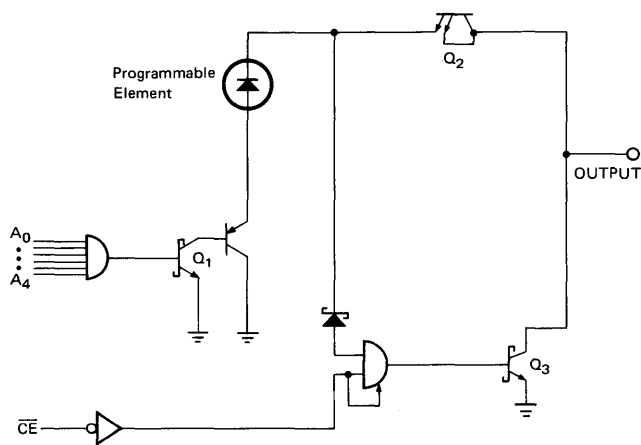 Q2
Programmable
Element
OUTPUT
A0
A4
Q1
Q3
CE